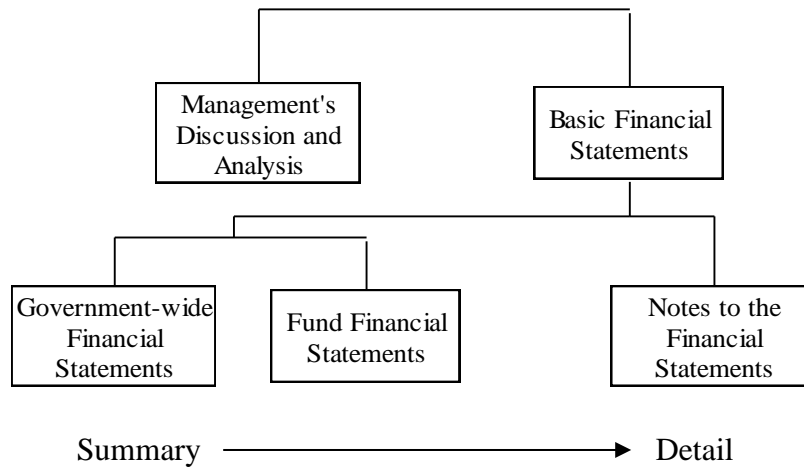 Management's
Discussion and
Analysis
Basic Financial
Statements
Government-wide
Financial
Statements
Fund Financial
Statements
Notes to the
Financial
Statements
Summary
Detail